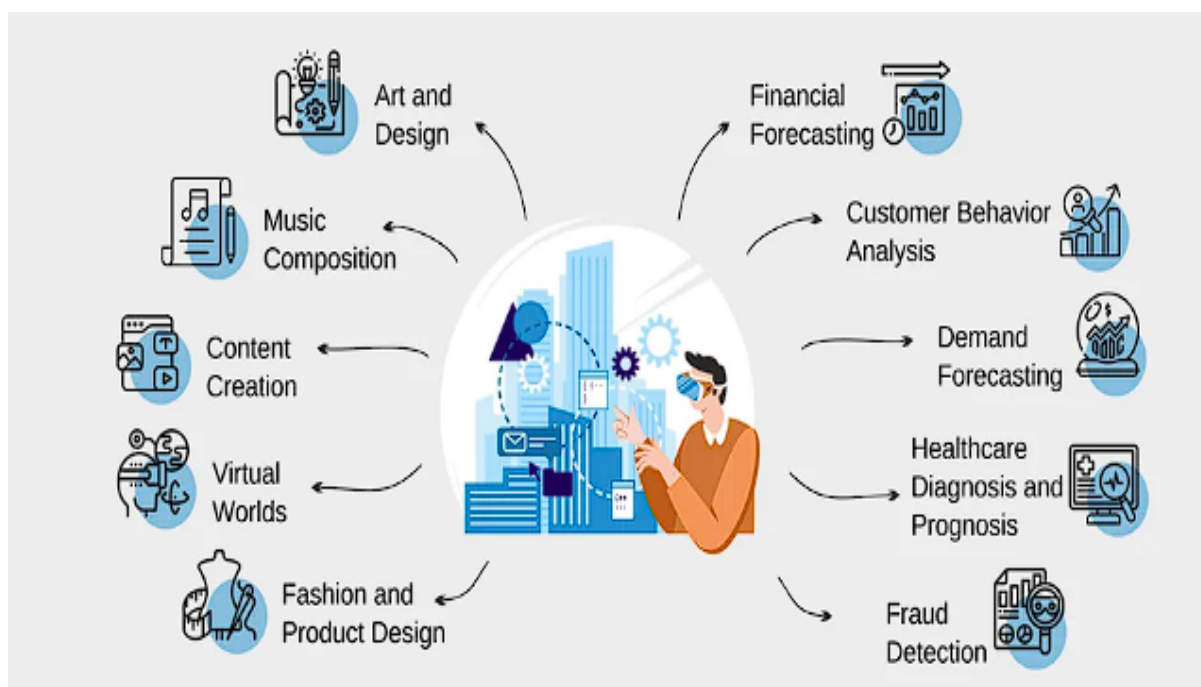 Art and
Design
Music
Composition
Content
Creation
Virtual
Worlds
Fashion and
Product Design
Financial
Forecasting
Customer Behavior
Analysis
Demand
Forecasting
Healthcare
Diagnosis and
Prognosis
Fraud
Detection